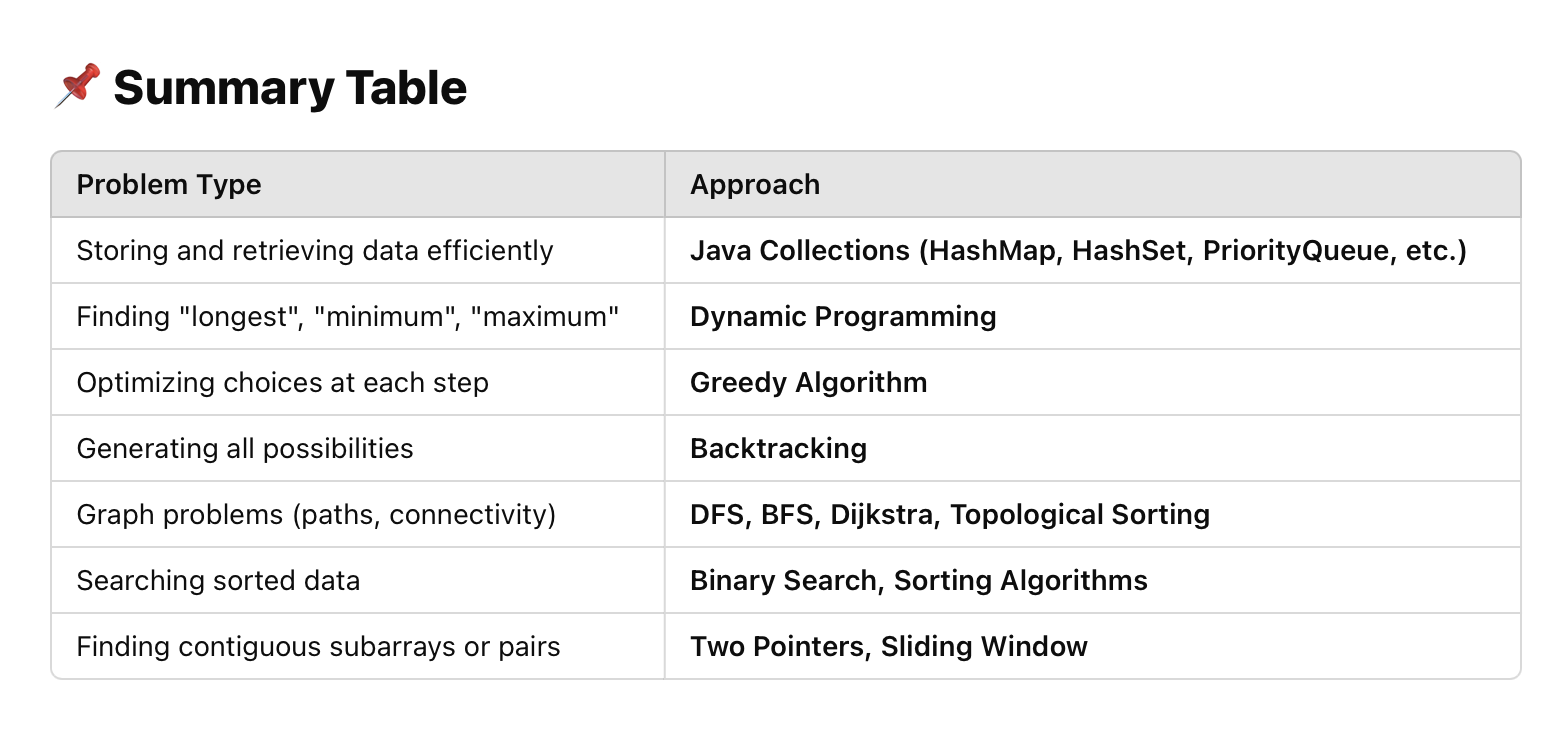 📌 Summary Table
Problem Type Approach
Storing and retrieving data efficiently Java Collections (HashMap, HashSet, PriorityQueue, etc.)
Finding "longest", "minimum", "maximum" Dynamic Programming
Optimizing choices at each step Greedy Algorithm
Generating all possibilities Backtracking
Graph problems (paths, connectivity) DFS, BFS, Dijkstra, Topological Sorting
Searching sorted data Binary Search, Sorting Algorithms
Finding contiguous subarrays or pairs Two Pointers, Sliding Window